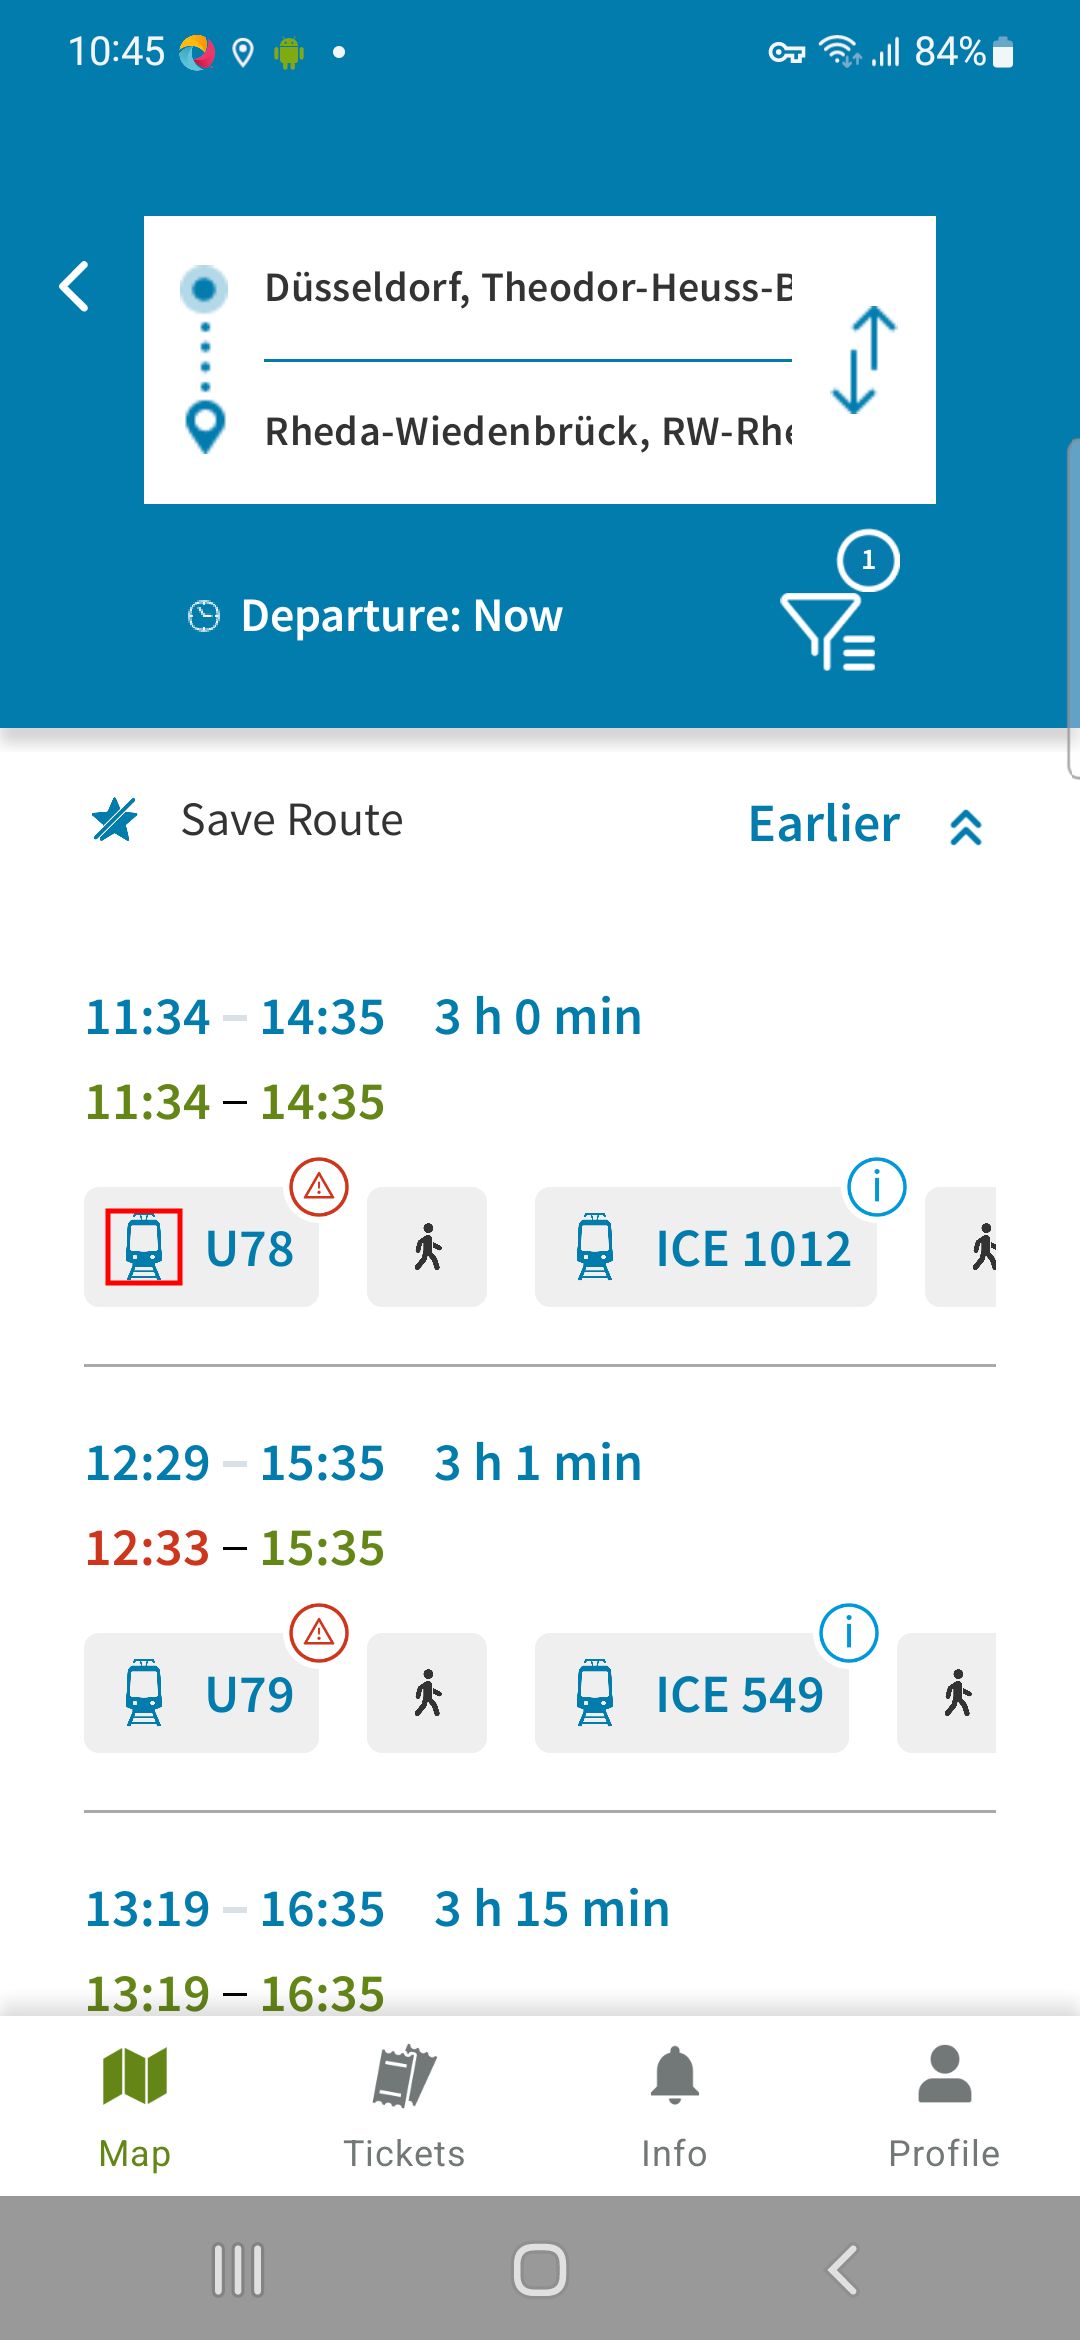 10:45
84%
Düsseldorf, Theodor-Heuss-B
Rheda-Wiedenbrück, RW-Rhe
1
Departure: Now
Save Route
Earlier
11:34 – 14:35 3 h 0 min
11:34 – 14:35
U78
ICE 1012
12:29 – 15:35 3 h 1 min
12:33 – 15:35
U79
ICE 549
13:19 – 16:35 3 h 15 min
13:19 – 16:35
Map
Tickets
Info
Profile